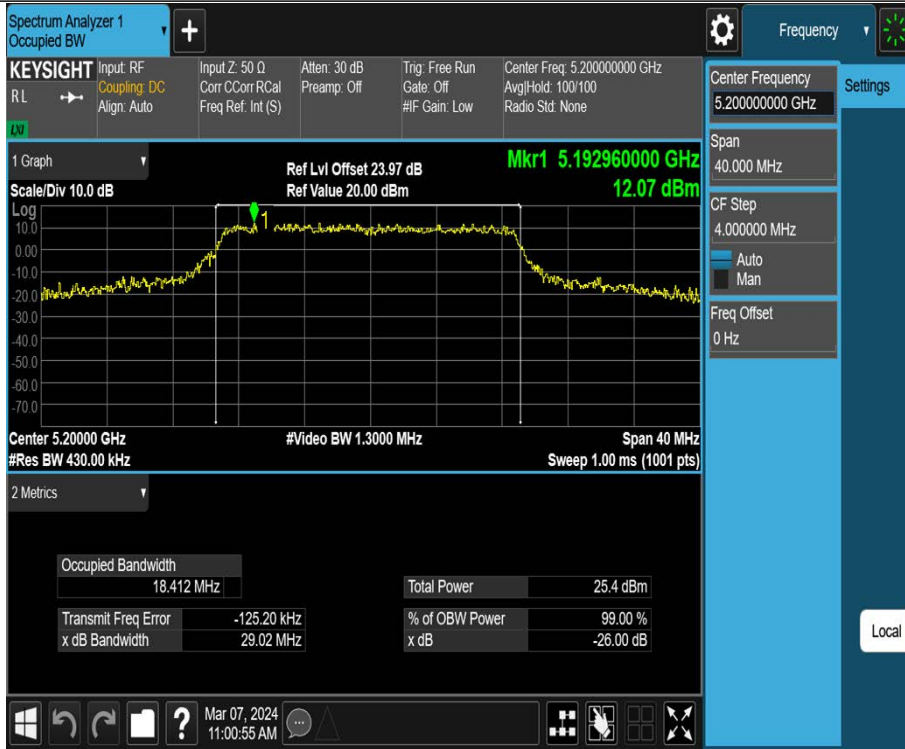 Spectrum Analyzer 1
Occupied BW
+
Frequency
KEYSIGHT
R L
LXI
Input: RF
Coupling: DC
Align: Auto
Input Z: 50 Ω
Corr CCorr RCal
Freq Ref: Int (S)
Atten: 30 dB
Preamp: Off
Trig: Free Run
Gate: Off
#IF Gain: Low
Center Freq: 5.200000000 GHz
Avg|Hold: 100/100
Radio Std: None
Center Frequency
5.200000000 GHz
Settings
Span
40.000 MHz
CF Step
4.000000 MHz
Auto
Man
Freq Offset
0 Hz
Local
1 Graph
Scale/Div 10.0 dB
Ref Lvl Offset 23.97 dB
Ref Value 20.00 dBm
Mkr1 5.192960000 GHz
12.07 dBm
Log
10.0
0.00
-10.0
-20.0
-30.0
-40.0
-50.0
-60.0
-70.0
1
Center 5.20000 GHz
#Video BW 1.3000 MHz
Span 40 MHz
#Res BW 430.00 kHz
Sweep 1.00 ms (1001 pts)
2 Metrics
Occupied Bandwidth
18.412 MHz
Total Power 25.4 dBm
Transmit Freq Error -125.20 kHz
% of OBW Power 99.00 %
x dB Bandwidth 29.02 MHz
x dB -26.00 dB
?
Mar 07, 2024
11:00:55 AM